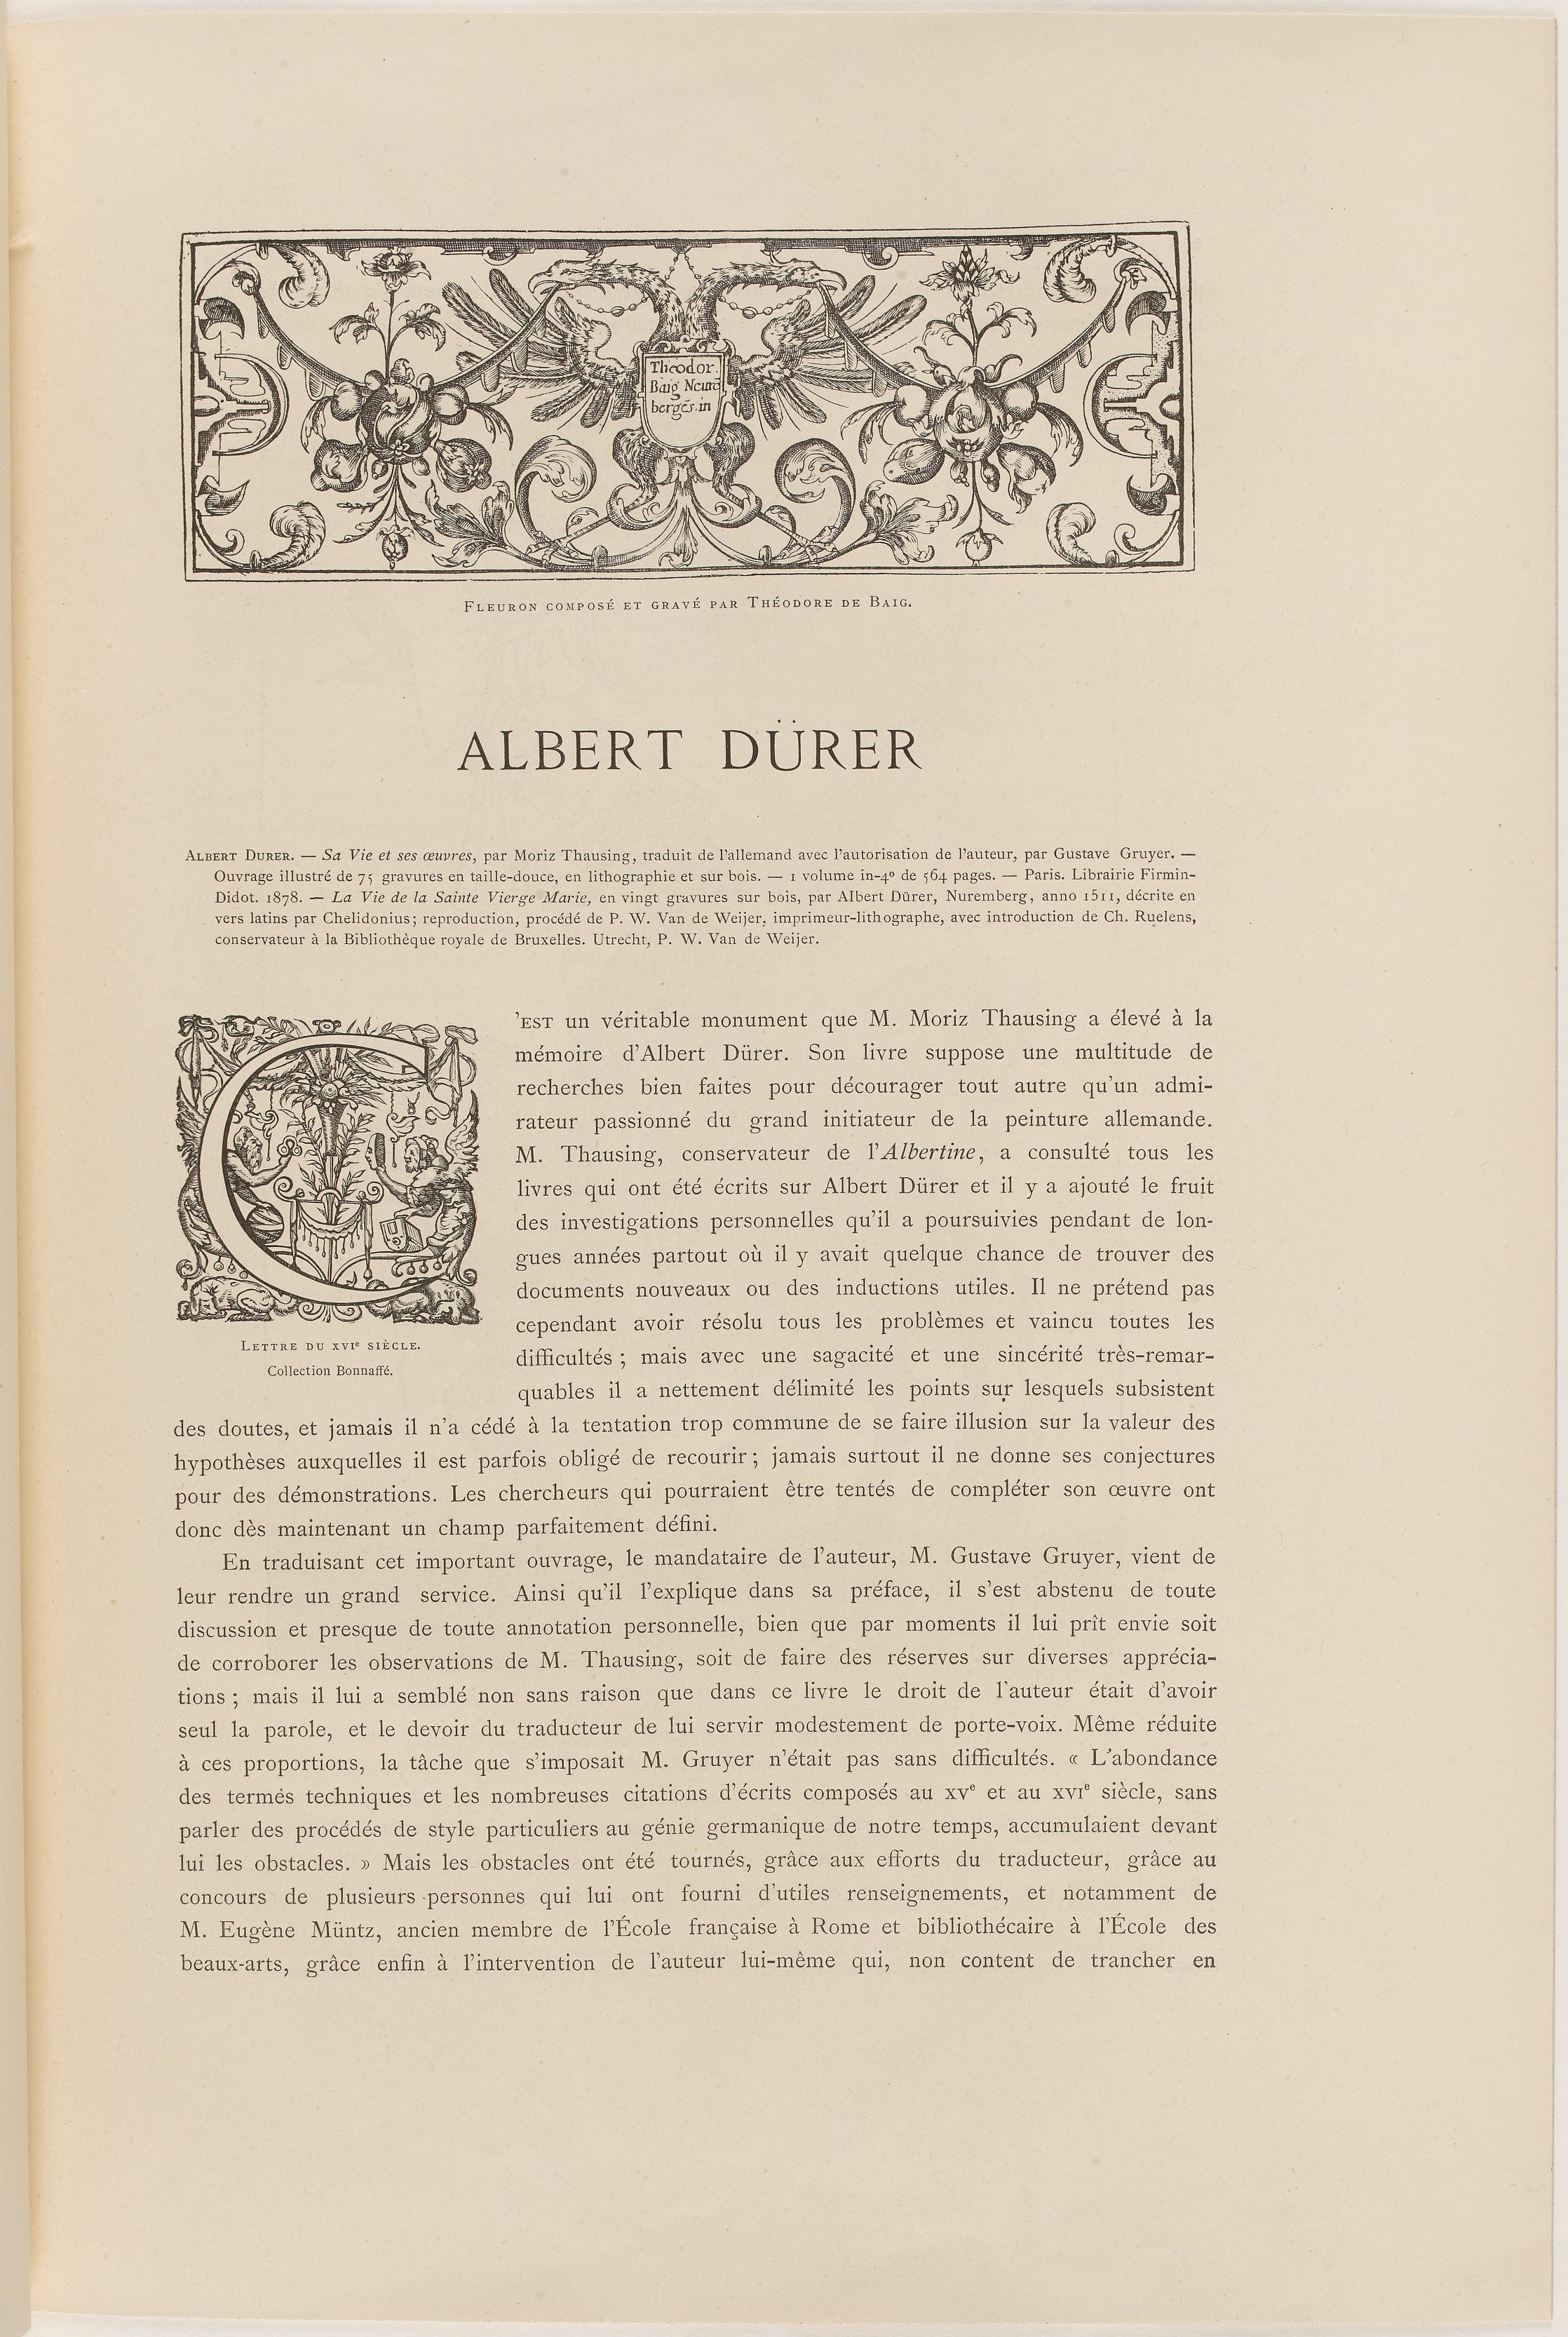 Theodor.
Baig Neuro
bergēs.in
FLEURON COMPOSÉ ET GRAVÉ PAR THÉODORE DE BAIG.
ALBERT DÜRER
ALBERT DURER. — Sa Vie et ses œuvres, par Moriz Thausing, traduit de l'allemand avec l'autorisation de l'auteur, par Gustave Gruyer. —
Ouvrage illustré de 75 gravures en taille-douce, en lithographie et sur bois. — 1 volume in-4º de 564 pages. — Paris. Librairie Firmin-
Didot. 1878. — La Vie de la Sainte Vierge Marie, en vingt gravures sur bois, par Albert Dürer, Nuremberg, anno 1511, décrite en
vers latins par Chelidonius; reproduction, procédé de P. W. Van de Weijer, imprimeur-lithographe, avec introduction de Ch. Ruelens,
conservateur à la Bibliothèque royale de Bruxelles. Utrecht, P. W. Van de Weijer.
C'EST un véritable monument que M. Moriz Thausing a élevé à la
mémoire d'Albert Dürer. Son livre suppose une multitude de
recherches bien faites pour décourager tout autre qu'un admi-
rateur passionné du grand initiateur de la peinture allemande.
M. Thausing, conservateur de l'Albertine, a consulté tous les
livres qui ont été écrits sur Albert Dürer et il y a ajouté le fruit
des investigations personnelles qu'il a poursuivies pendant de lon-
gues années partout où il y avait quelque chance de trouver des
documents nouveaux ou des inductions utiles. Il ne prétend pas
cependant avoir résolu tous les problèmes et vaincu toutes les
difficultés ; mais avec une sagacité et une sincérité très-remar-
quables il a nettement délimité les points sur lesquels subsistent
LETTRE DU XVIe SIÈCLE.
Collection Bonnaffé.
des doutes, et jamais il n'a cédé à la tentation trop commune de se faire illusion sur la valeur des
hypothèses auxquelles il est parfois obligé de recourir ; jamais surtout il ne donne ses conjectures
pour des démonstrations. Les chercheurs qui pourraient être tentés de compléter son œuvre ont
donc dès maintenant un champ parfaitement défini.
En traduisant cet important ouvrage, le mandataire de l'auteur, M. Gustave Gruyer, vient de
leur rendre un grand service. Ainsi qu'il l'explique dans sa préface, il s'est abstenu de toute
discussion et presque de toute annotation personnelle, bien que par moments il lui prît envie soit
de corroborer les observations de M. Thausing, soit de faire des réserves sur diverses apprécia-
tions ; mais il lui a semblé non sans raison que dans ce livre le droit de l'auteur était d'avoir
seul la parole, et le devoir du traducteur de lui servir modestement de porte-voix. Même réduite
à ces proportions, la tâche que s'imposait M. Gruyer n'était pas sans difficultés. « L'abondance
des termes techniques et les nombreuses citations d'écrits composés au XVe et au XVIe siècle, sans
parler des procédés de style particuliers au génie germanique de notre temps, accumulaient devant
lui les obstacles. » Mais les obstacles ont été tournés, grâce aux efforts du traducteur, grâce au
concours de plusieurs personnes qui lui ont fourni d'utiles renseignements, et notamment de
M. Eugène Müntz, ancien membre de l'École française à Rome et bibliothécaire à l'École des
beaux-arts, grâce enfin à l'intervention de l'auteur lui-même qui, non content de trancher en